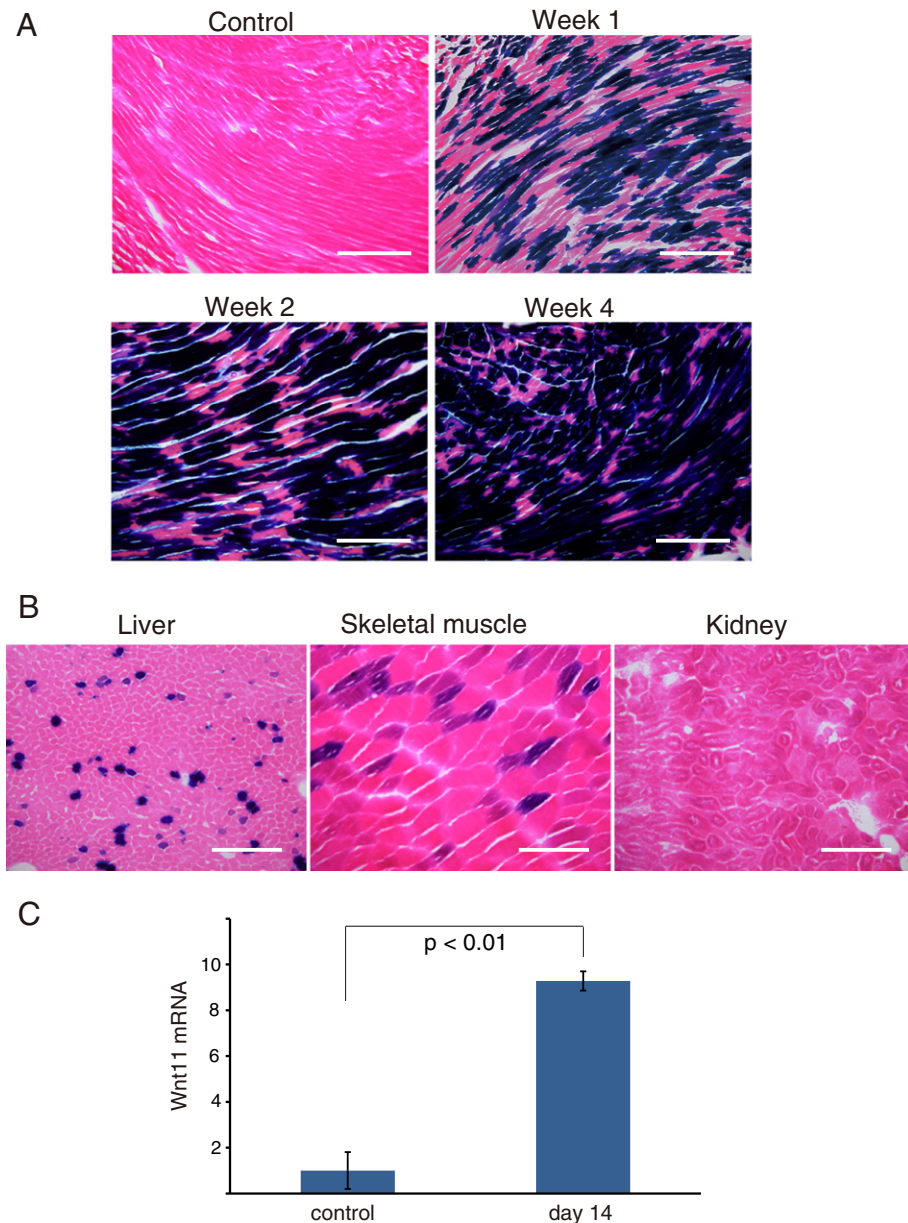 A
Control
Week 1
Week 2
Week 4
B
Liver
Skeletal muscle
Kidney
C
p < 0.01
Wnt11 mRNA
10
8
6
4
2
control
day 14